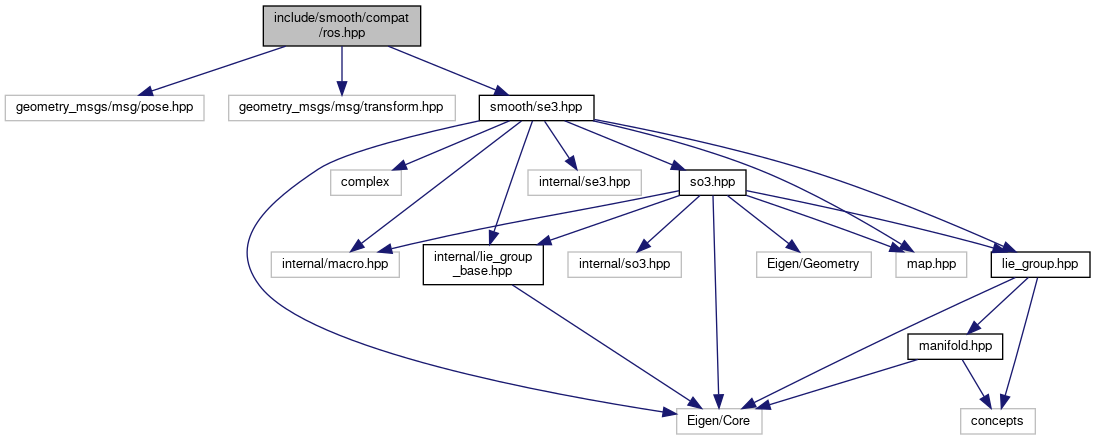 include/smooth/compat
/ros.hpp
geometry_msgs/msg/pose.hpp
geometry_msgs/msg/transform.hpp
smooth/se3.hpp
complex
internal/se3.hpp
so3.hpp
internal/macro.hpp
internal/lie_group
_base.hpp
internal/so3.hpp
Eigen/Geometry
map.hpp
lie_group.hpp
manifold.hpp
Eigen/Core
concepts